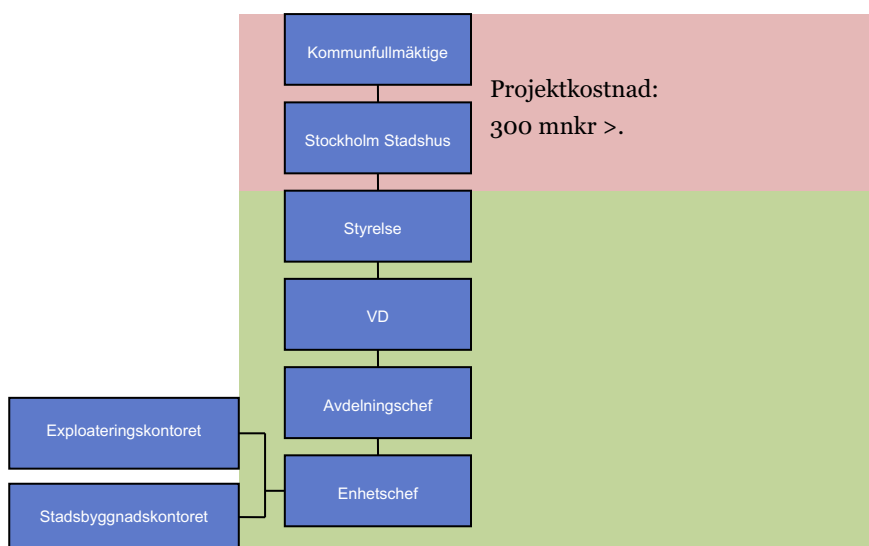 Kommunfullmäktige
Projektkostnad:
300 mnkr >.
Stockholm Stadshus
Styrelse
VD
Avdelningschef
Exploateringskontoret
Enhetschef
Stadsbyggnadskontoret